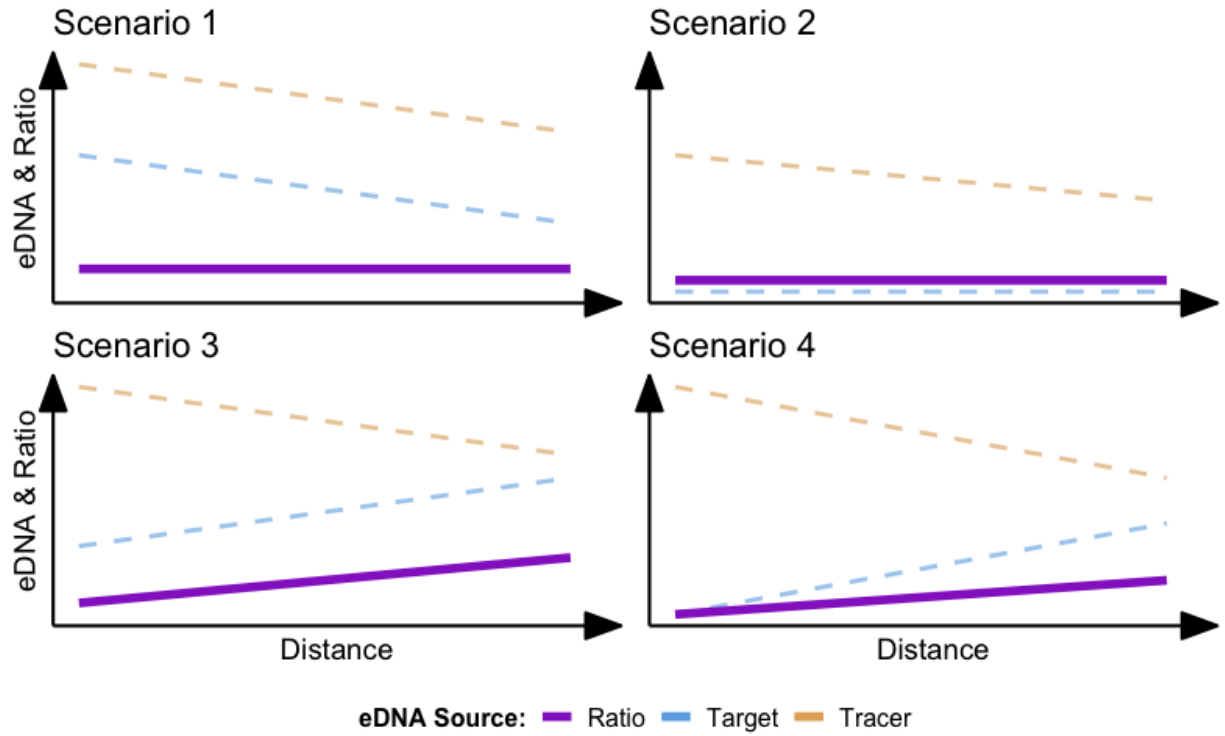 Scenario 1
Scenario 2
eDNA & Ratio
Scenario 3
Scenario 4
eDNA & Ratio
Distance
Distance
eDNA Source: Ratio Target Tracer